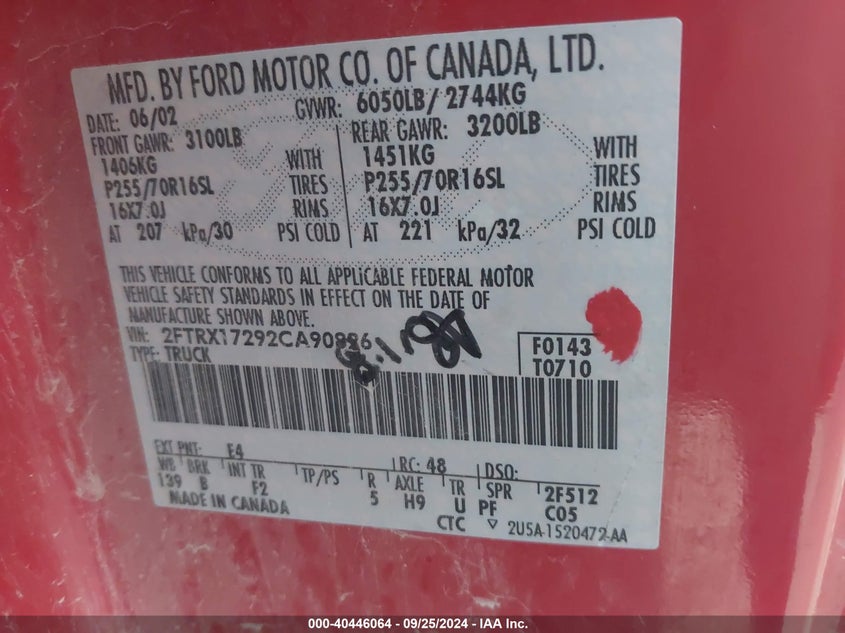 MFD. BY FORD MOTOR CO. OF CANADA, LTD.
DATE: 06/02 GVWR: 6050LB/ 2744KG
FRONT GAWR: 3100LB REAR GAWR: 3200LB
1406KG WITH 1451KG WITH
P255/70R16SL TIRES P255/70R16SL TIRES
16X7.0J RIMS 16X7.0J RIMS
AT 207 kPa/30 PSI COLD AT 221 kPa/32 PSI COLD
THIS VEHICLE CONFORMS TO ALL APPLICABLE FEDERAL MOTOR
VEHICLE SAFETY STANDARDS IN EFFECT ON THE DATE OF
MANUFACTURE SHOWN ABOVE.
VIN: 2FTRX17292CA90896 F0143
TYPE: TRUCK T0710
EXT PNT: E4 RC: 48 DSO:
WB BRK INT TR TP/PS R AXLE TR SPR 2F512
139 B F2 5 H9 U PF C05
MADE IN CANADA CTC ▽ 2U5A-1520472-AA
000-40446064 - 09/25/2024 - IAA Inc.